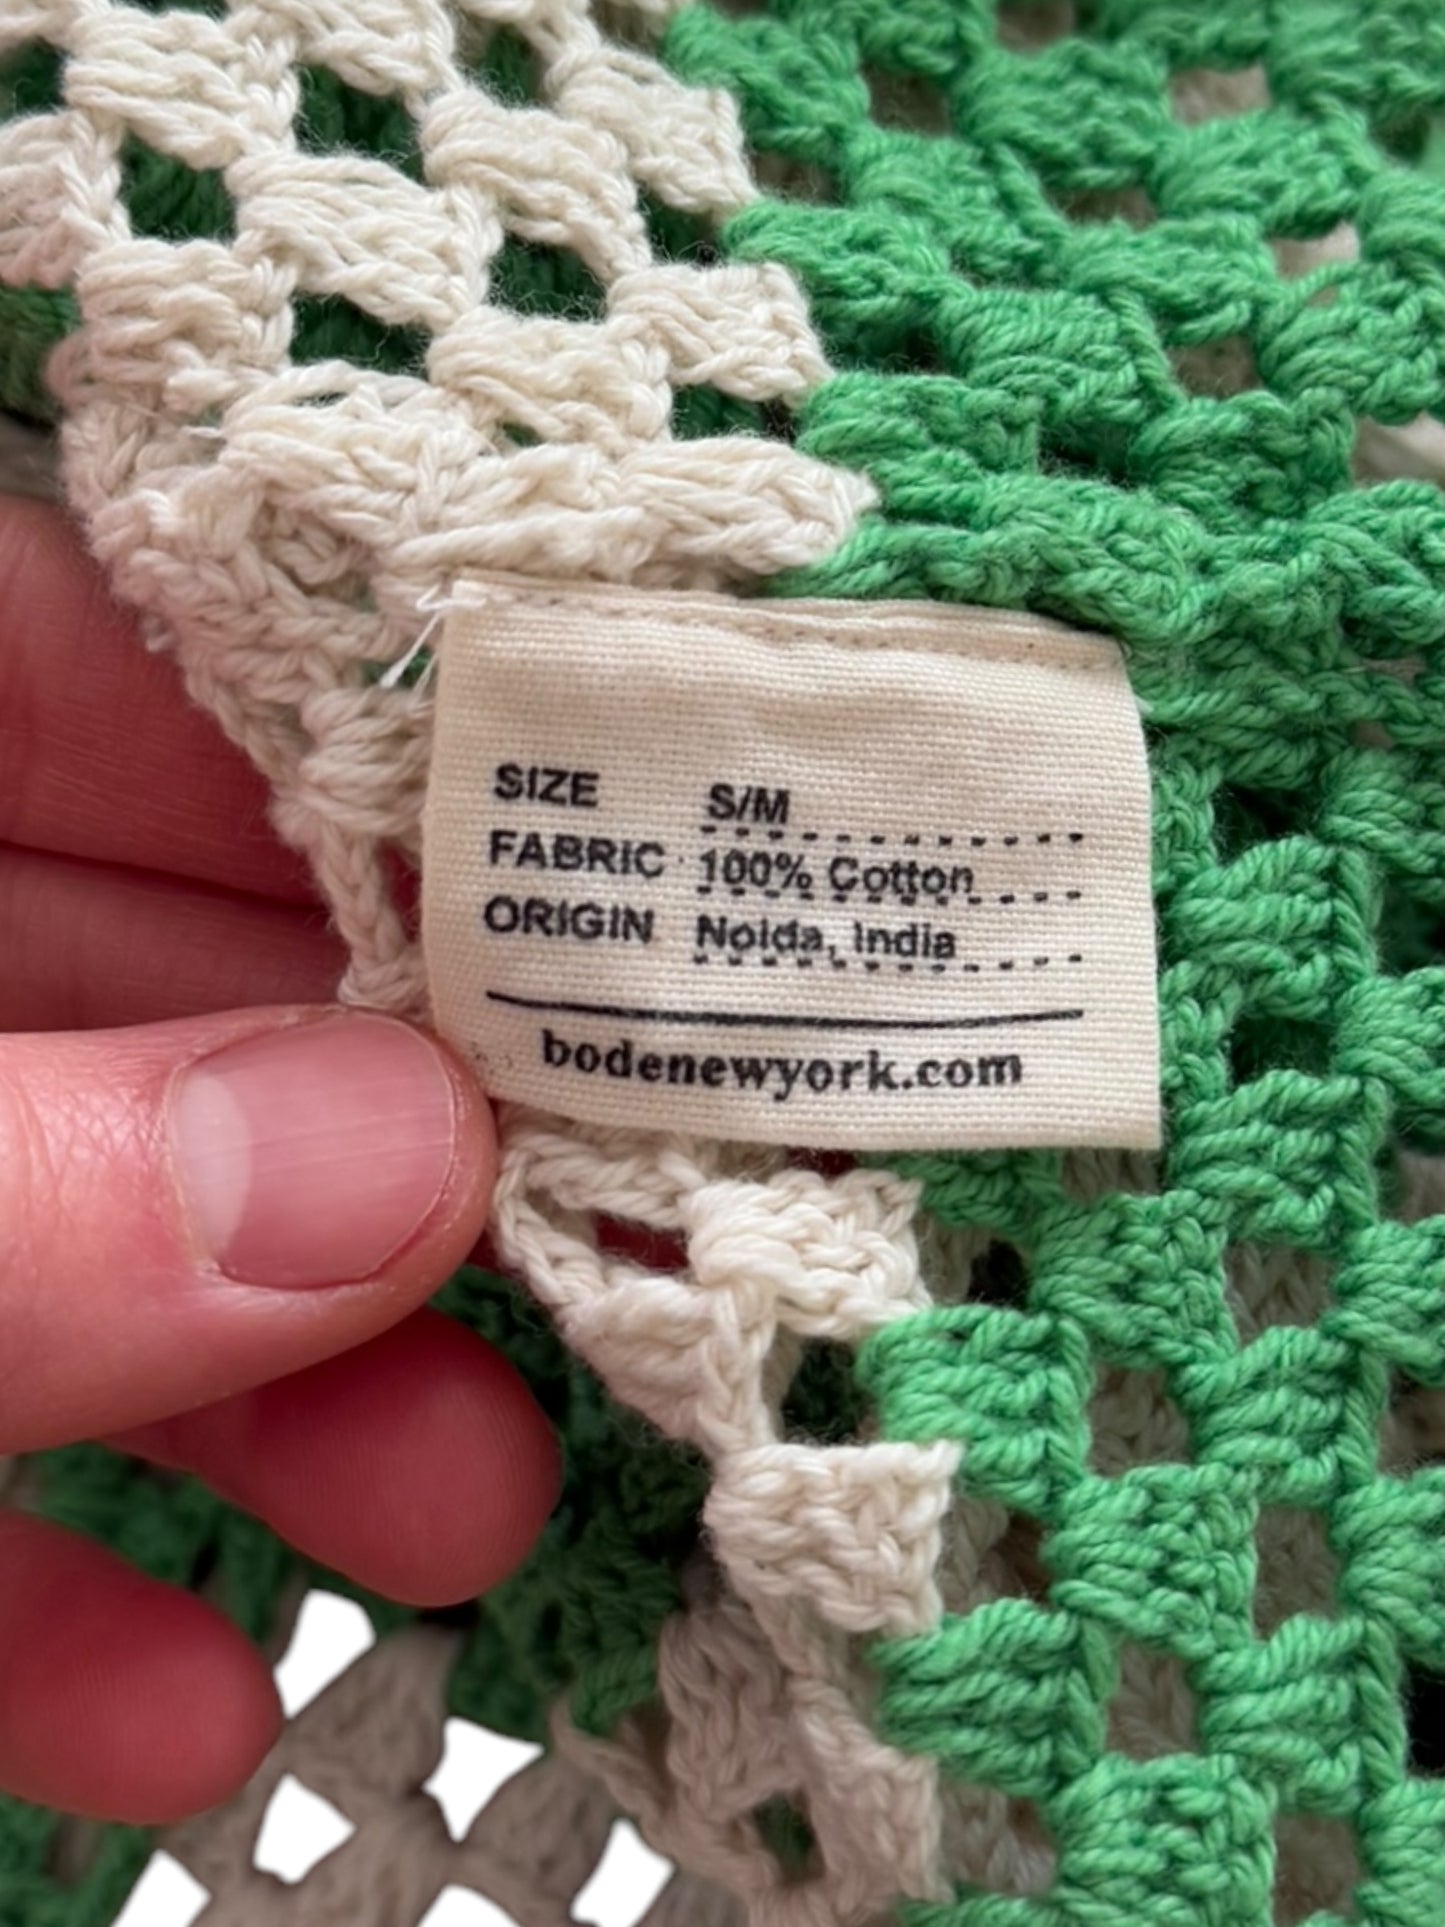 SIZE S/M
FABRIC 100% Cotton
ORIGIN Noida, India
bodenewyork.com